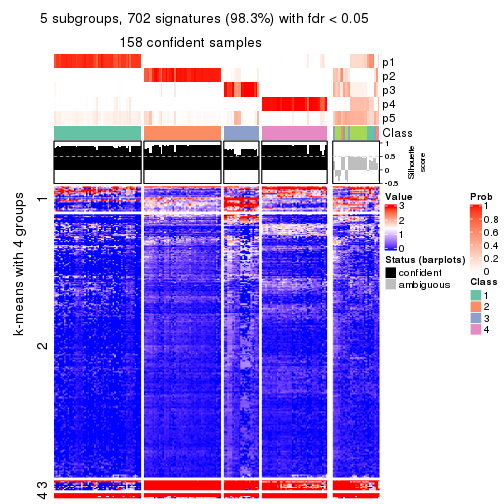 5 subgroups, 702 signatures (98.3%) with fdr < 0.05
158 confident samples
p1
p2
p3
p4
p5
Class
1
0.5
0
-0.5
Silhouette
score
k-means with 4 groups
1
2
3
4
Value
3
2
1
0
Status (barplots)
confident
ambiguous
Prob
1
0.8
0.6
0.4
0.2
0
Class
1
2
3
4